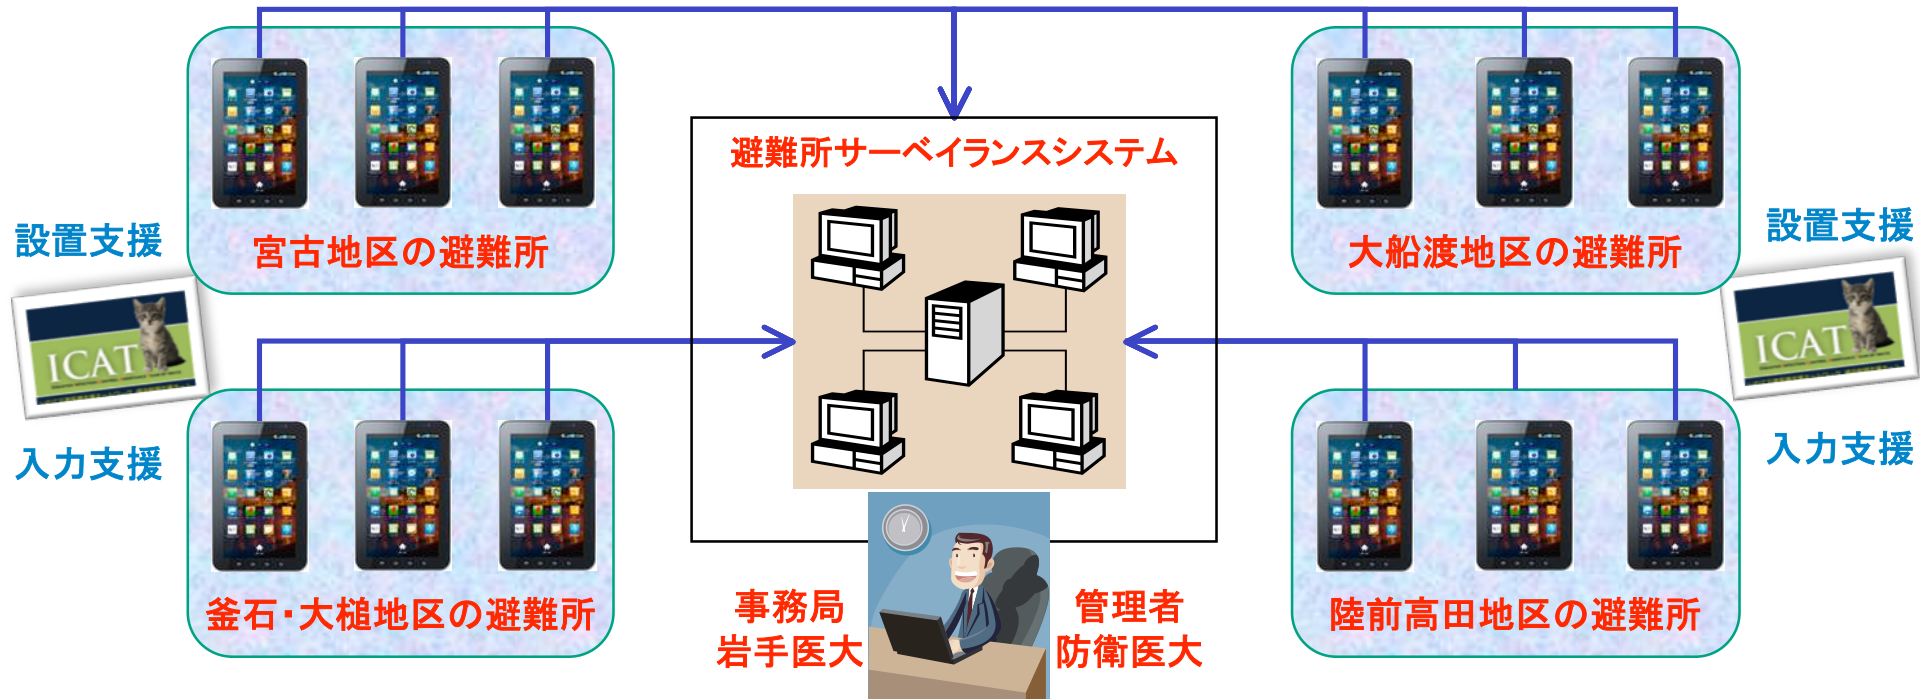 避難所サーベイランスシステム
設置支援
宮古地区の避難所
ICAT
入力支援
釜石・大槌地区の避難所
大船渡地区の避難所
設置支援
ICAT
入力支援
陸前高田地区の避難所
事務局
岩手医大
管理者
防衛医大